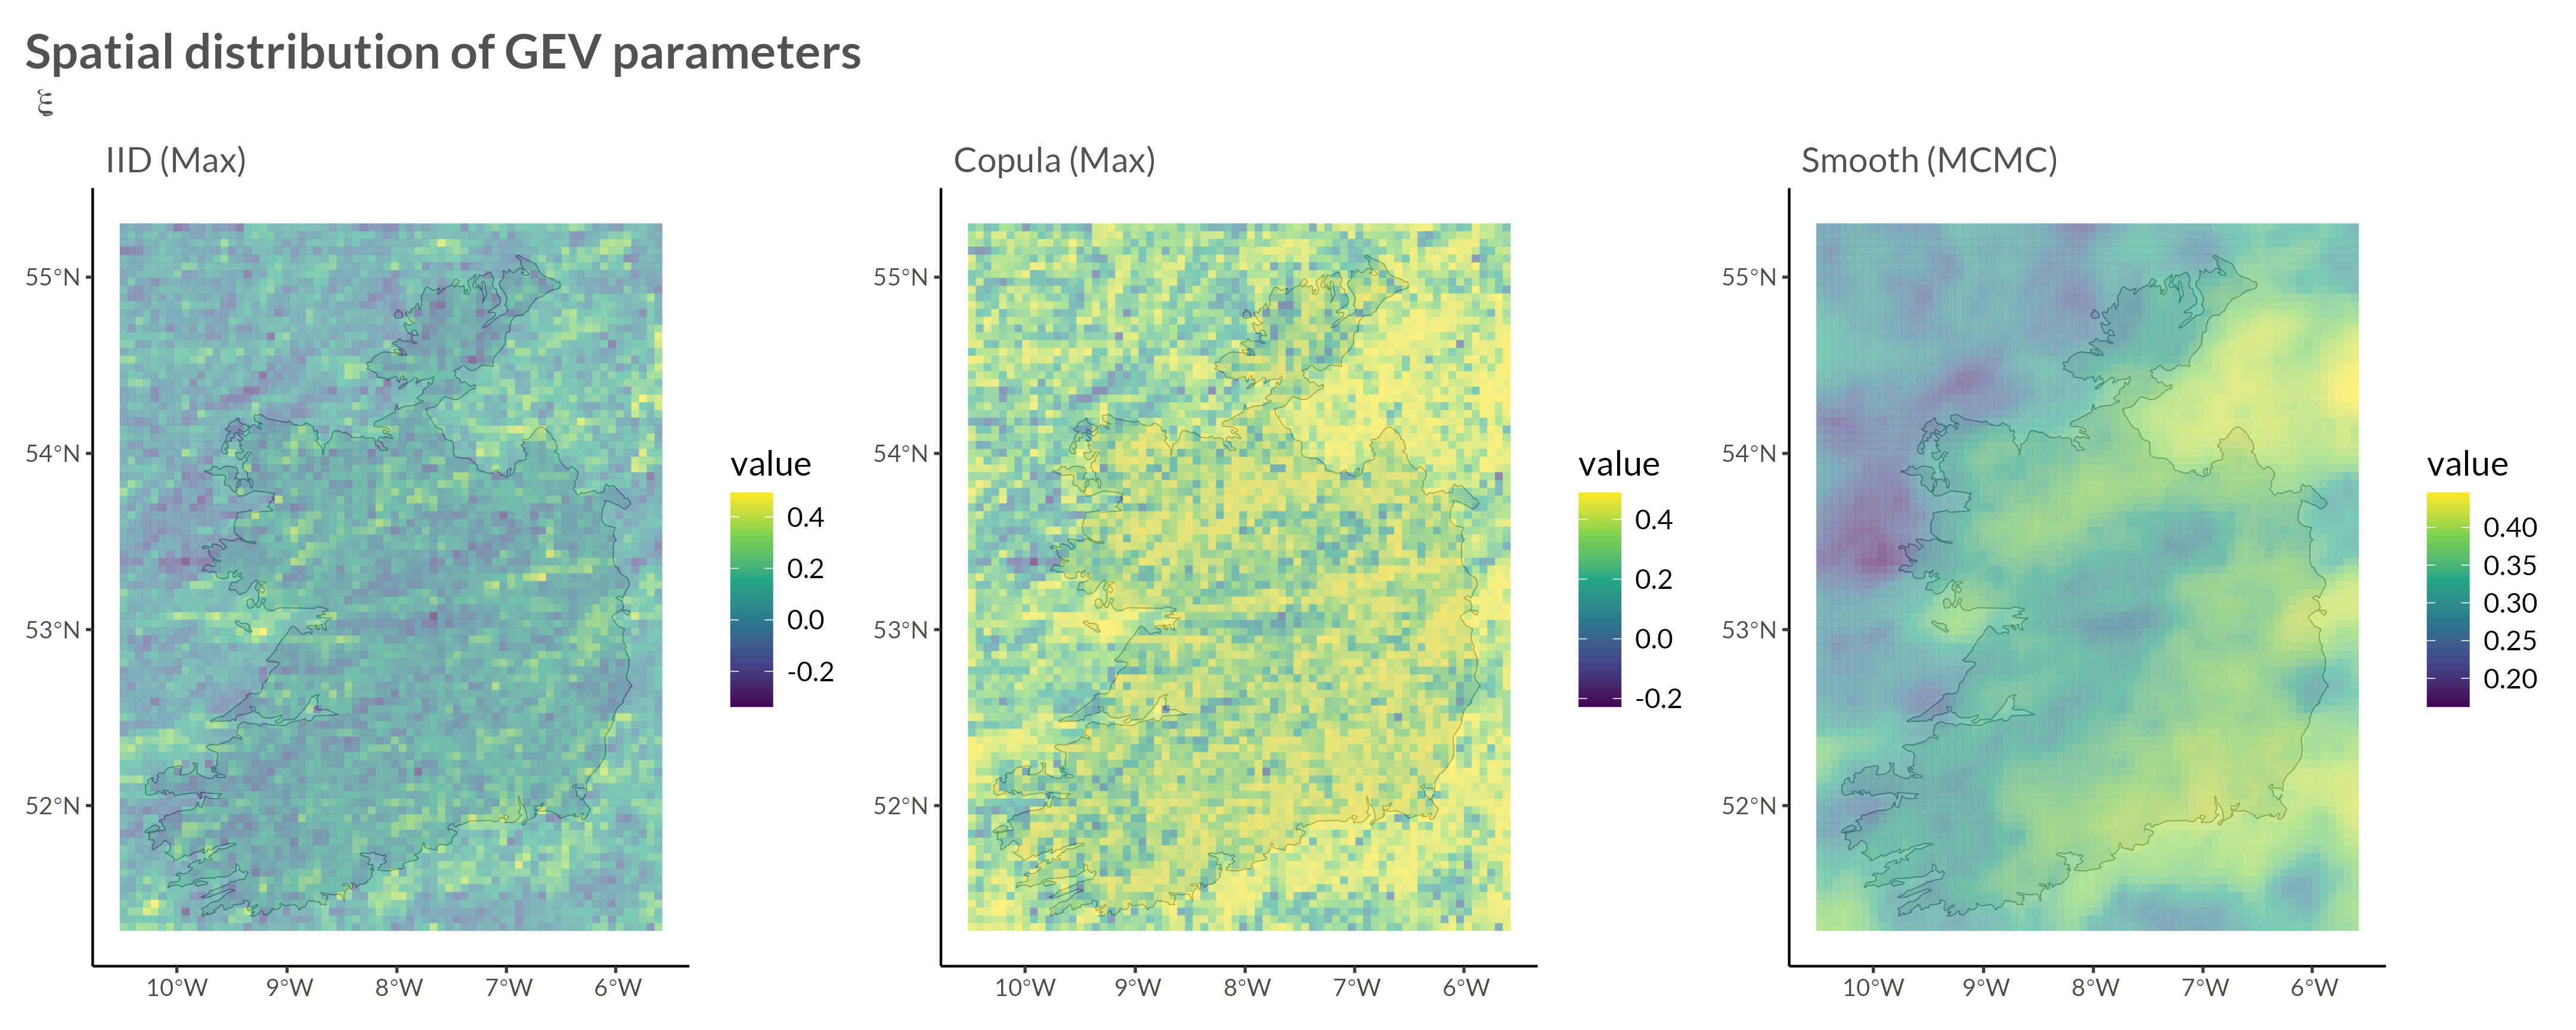 Spatial distribution of GEV parameters
ξ
IID (Max)
55°N
54°N
53°N
52°N
10°W 9°W 8°W 7°W 6°W
value
0.4
0.2
0.0
-0.2
Copula (Max)
55°N
54°N
53°N
52°N
10°W 9°W 8°W 7°W 6°W
value
0.4
0.2
0.0
-0.2
Smooth (MCMC)
55°N
54°N
53°N
52°N
10°W 9°W 8°W 7°W 6°W
value
0.40
0.35
0.30
0.25
0.20